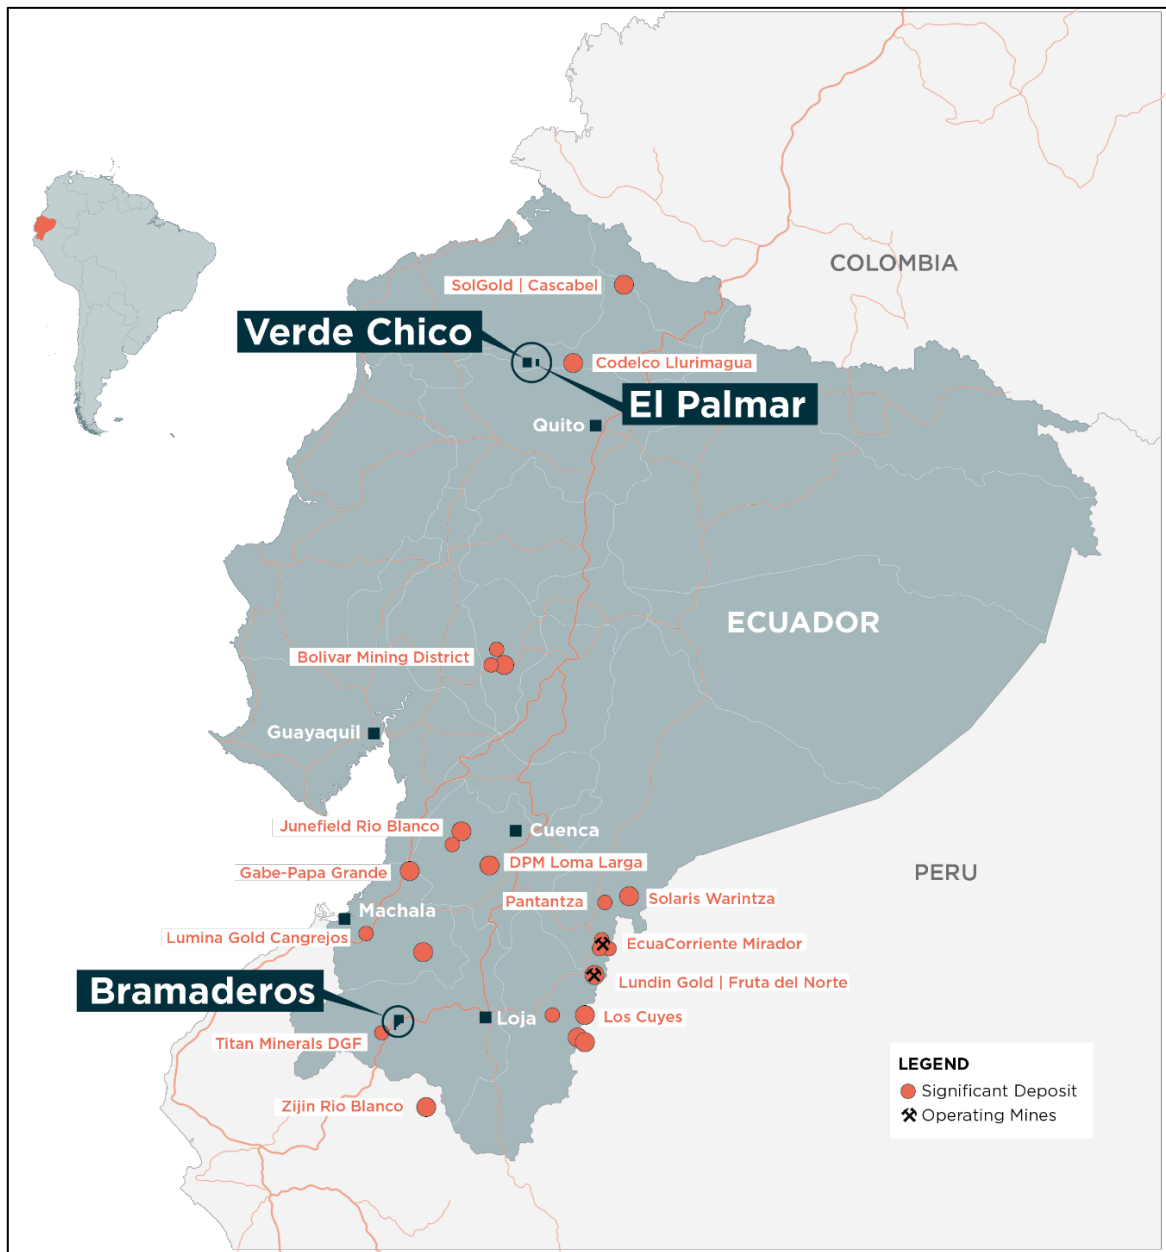 COLOMBIA
SolGold | Cascabel
Verde Chico
Codelco Llurimagua
El Palmar
Quito
ECUADOR
Bolivar Mining District
Guayaquil
Junefield Rio Blanco
Cuenca
DPM Loma Larga
Gabe-Papa Grande
PERU
Pantantza
Solaris Warintza
Machala
Lumina Gold Cangrejos
EcuaCorriente Mirador
Lundin Gold | Fruta del Norte
Bramaderos
Loja
Los Cuyes
Titan Minerals DGF
Zijin Rio Blanco
LEGEND
Significant Deposit
Operating Mines